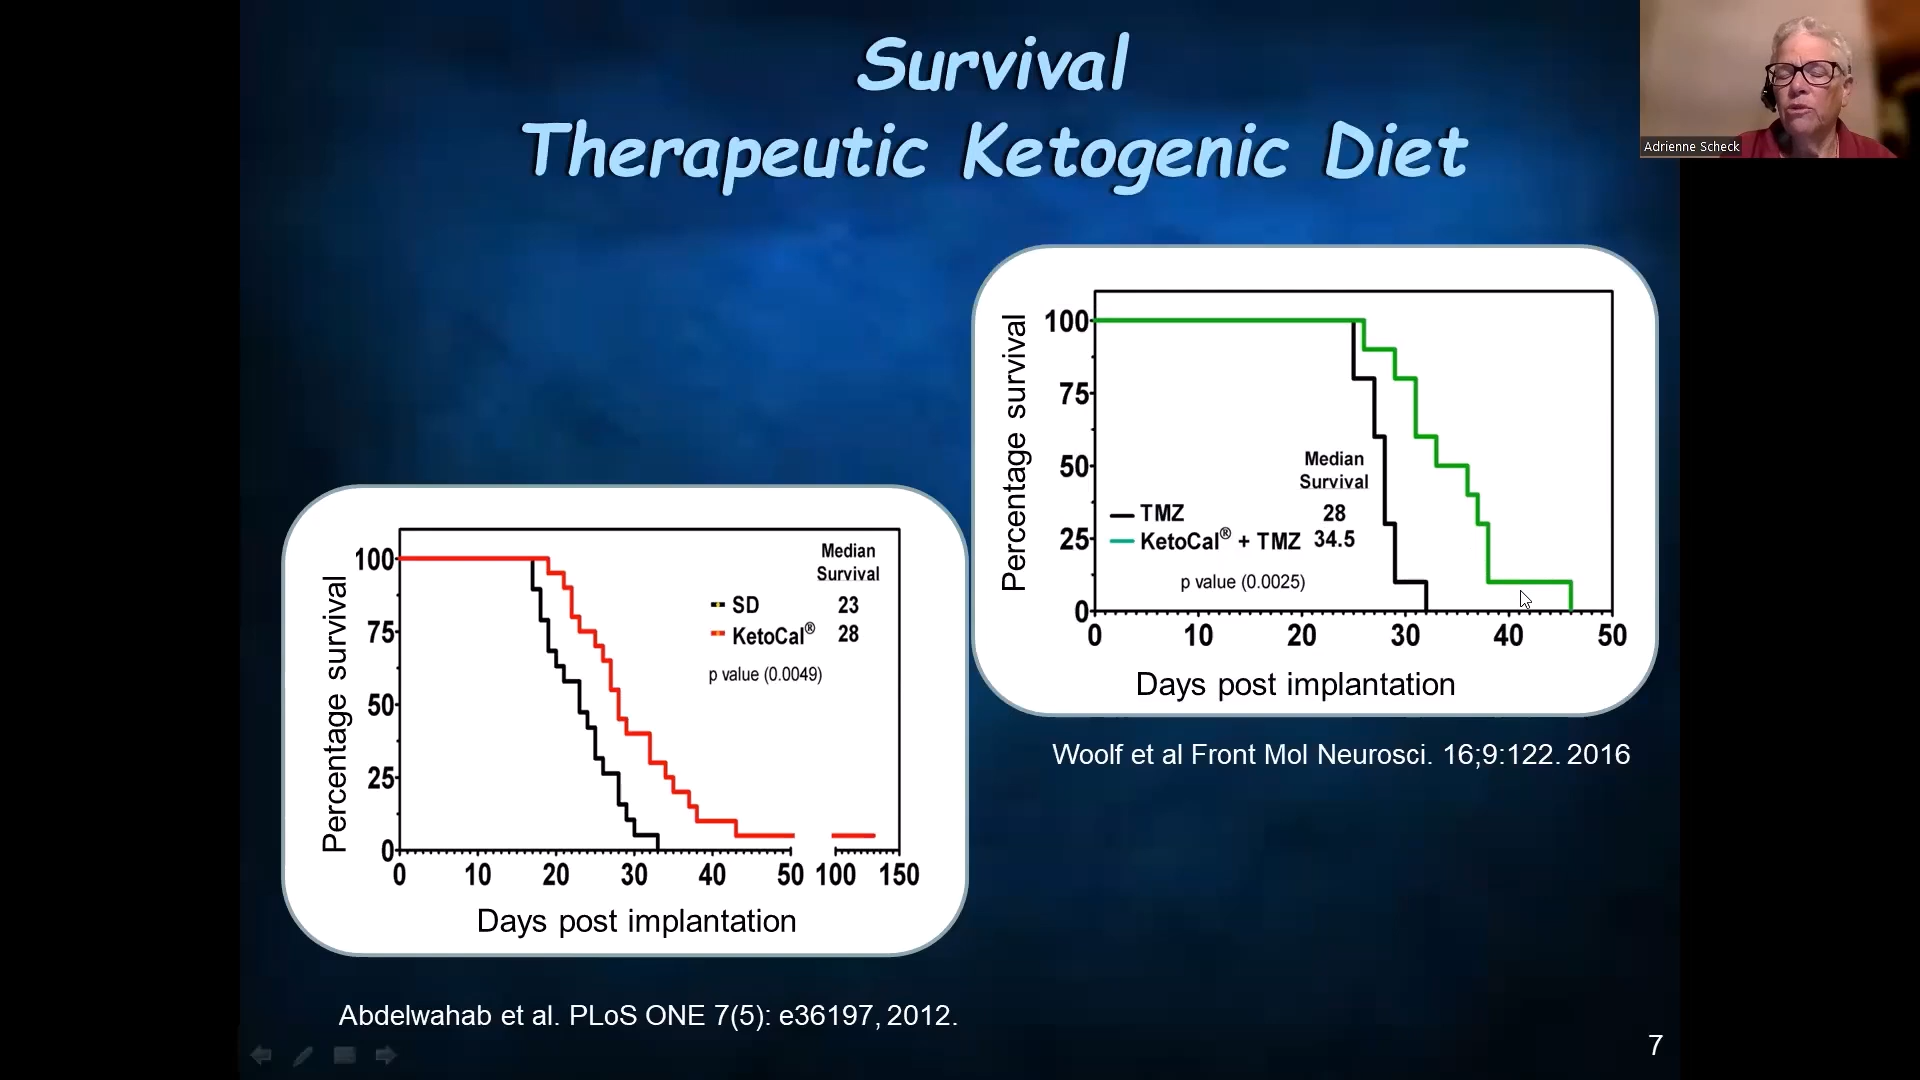 Survival
Therapeutic Ketogenic Diet
Adrienne Scheck
Percentage survival
100
75
50
25
0
0 10 20 30 40 50
Median
Survival
TMZ 28
KetoCal® + TMZ 34.5
p value (0.0025)
Days post implantation
Woolf et al Front Mol Neurosci. 16;9:122. 2016
Percentage survival
100
75
50
25
0
0 10 20 30 40 50 100 150
Median
Survival
SD 23
KetoCal® 28
p value (0.0049)
Days post implantation
Abdelwahab et al. PLoS ONE 7(5): e36197, 2012.
7